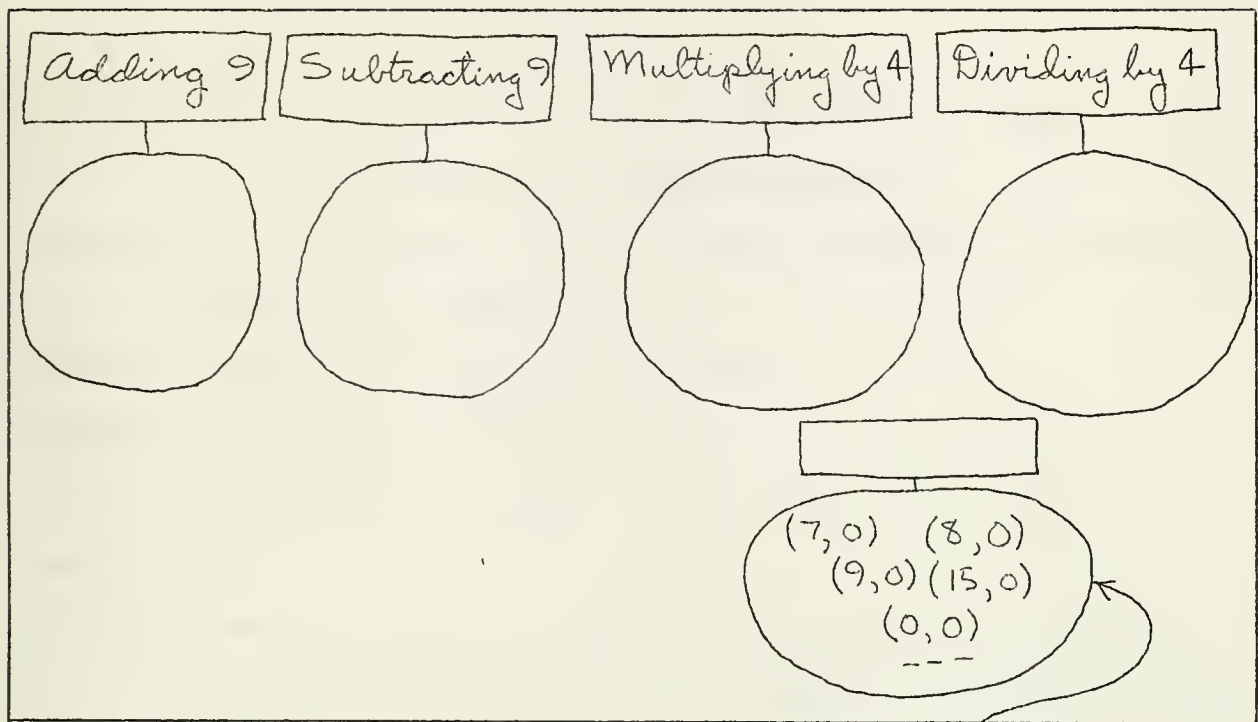 Adding 9 Subtracting 9 Multiplying by 4 Dividing by 4
(7,0) (8,0)
(9,0) (15,0)
(0,0)
---